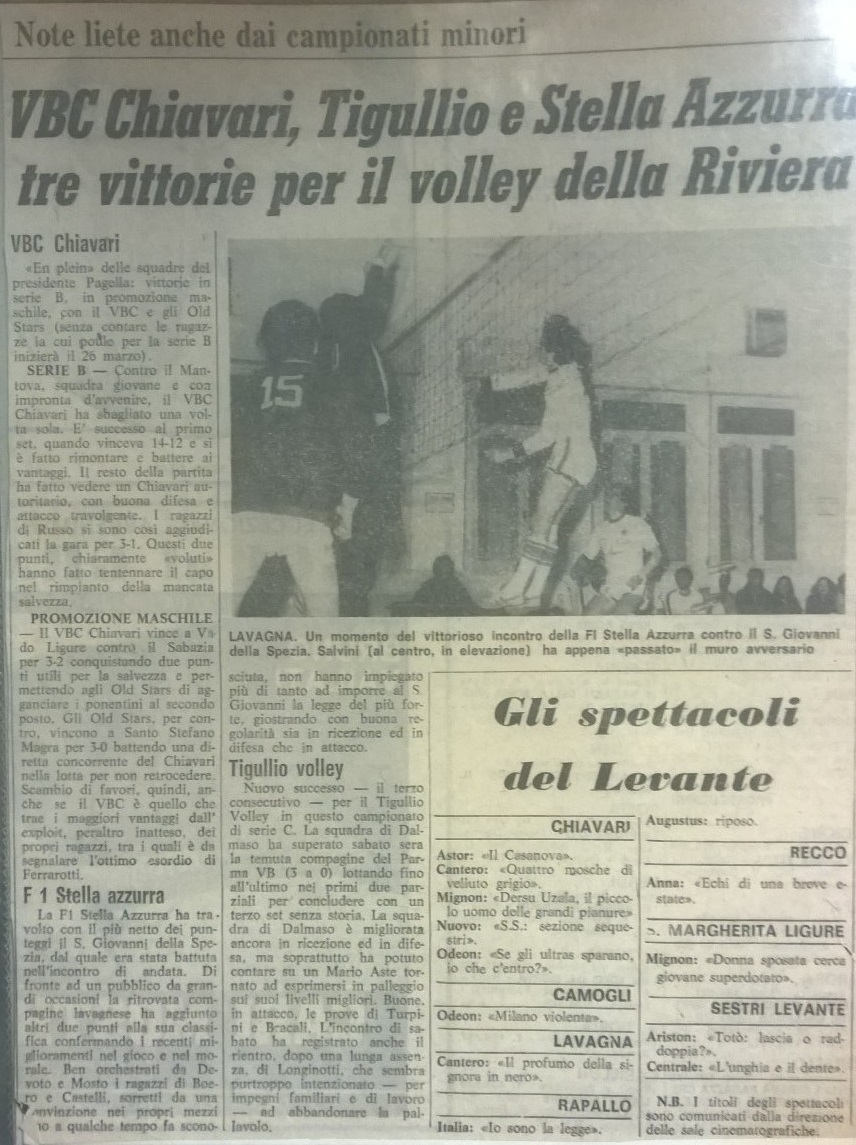 Note liete anche dai campionati minori
VBC Chiavari, Tigullio e Stella Azzurra
tre vittorie per il volley della Riviera
VBC Chiavari
«En plein» delle squadre del
presidente Pagella: vittorie in
serie B, in promozione ma-
schile, con il VBC e gli Old
Stars (senza contare le ragaz-
ze la cui poule per la serie B
inizierà il 26 marzo).
SERIE B — Contro il Man-
tova, squadra giovane e con
impronta d'avvenire, il VBC
Chiavari ha sbagliato una vol-
ta sola. E' successo al primo
set, quando vinceva 14-12 e si
è fatto rimontare e battere ai
vantaggi. Il resto della partita
ha fatto vedere un Chiavari au-
toritario, con buona difesa e
attacco travolgente. I ragazzi
di Russo si sono così aggiudi-
cati la gara per 3-1. Questi due
punti, chiaramente «voluti»
hanno fatto tentennare il capo
nel rimpianto della mancata
salvezza.
PROMOZIONE MASCHILE
— Il VBC Chiavari vince a Va-
do Ligure contro il Sabazia
per 3-2 conquistando due pun-
ti utili per la salvezza e per-
mettendo agli Old Stars di ag-
ganciare i ponentini al secondo
posto. Gli Old Stars, per con-
tro, vincono a Santo Stefano
Magra per 3-0 battendo una di-
retta concorrente del Chiavari
nella lotta per non retrocedere.
Scambio di favori, quindi, an-
che se il VBC è quello che
trae i maggiori vantaggi dall'
exploit, peraltro inatteso, dei
propri ragazzi, tra i quali è da
segnalare l'ottimo esordio di
Ferrarotti.
F 1 Stella azzurra
La F1 Stella Azzurra ha tra-
volto con il più netto dei pun-
teggi il S. Giovanni della Spe-
zia, dal quale era stata battuta
nell'incontro di andata. Di
fronte ad un pubblico da gran-
di occasioni la ritrovata com-
pagine lavagnese ha aggiunto
altri due punti alla sua classi-
fica confermando i recenti mi-
glioramenti nel gioco e nel mo-
rale. Ben orchestrati da De-
voto e Mosto i ragazzi di Boe-
ro e Castelli, sorretti da una
convinzione nei propri mezzi
no a qualche tempo fa scono-
15
LAVAGNA. Un momento del vittorioso incontro della FI Stella Azzurra contro il S. Giovanni
della Spezia. Salvini (al centro, in elevazione) ha appena «passato» il muro avversario
sciuta, non hanno impiegato
più di tanto ad imporre al S.
Giovanni la legge del più for-
te, giostrando con buona re-
golarità sia in ricezione ed in
difesa che in attacco.
Tigullio volley
Nuovo successo — il terzo
consecutivo — per il Tigullio
Volley in questo campionato
di serie C. La squadra di Dal-
maso ha superato sabato sera
la temuta compagine del Par-
ma VB (3 a 0) lottando fino
all'ultimo nei primi due par-
ziali per concludere con un
terzo set senza storia. La squa-
dra di Dalmaso è migliorata
ancora in ricezione ed in dife-
sa, ma soprattutto ha potuto
contare su un Mario Aste tor-
nato ad esprimersi in palleggio
sui suoi livelli migliori. Buone,
in attacco, le prove di Turpi-
ni e Bracali. L'incontro di sa-
bato ha registrato anche il
rientro, dopo una lunga assen-
za, di Longinotti, che sembra
purtroppo intenzionato — per
impegni familiari e di lavoro
— ad abbandonare la pal-
lavolo.
Gli spettacoli
del Levante
CHIAVARI
Astor: «Il Casanova».
Cantero: «Quattro mosche di
velluto grigio».
Mignon: «Dersu Uzala, il picco-
lo uomo delle grandi pianure»
Nuovo: «S.S.: sezione seque-
stri».
Odeon: «Se gli ultras sparano,
io che c'entro?».
CAMOGLI
Odeon: «Milano violenta».
LAVAGNA
Cantero: «Il profumo della si-
gnora in nero».
RAPALLO
Italia: «Io sono la legge».
Augustus: riposo.
RECCO
Anna: «Echi di una breve e-
state».
S. MARGHERITA LIGURE
Mignon: «Donna sposata cerca
giovane superdotato».
SESTRI LEVANTE
Ariston: «Totò: lascia o rad-
doppia?».
Centrale: «L'unghia e il dente».
N.B. I titoli degli spettacoli
sono comunicati dalla direzione
delle sale cinematografiche.